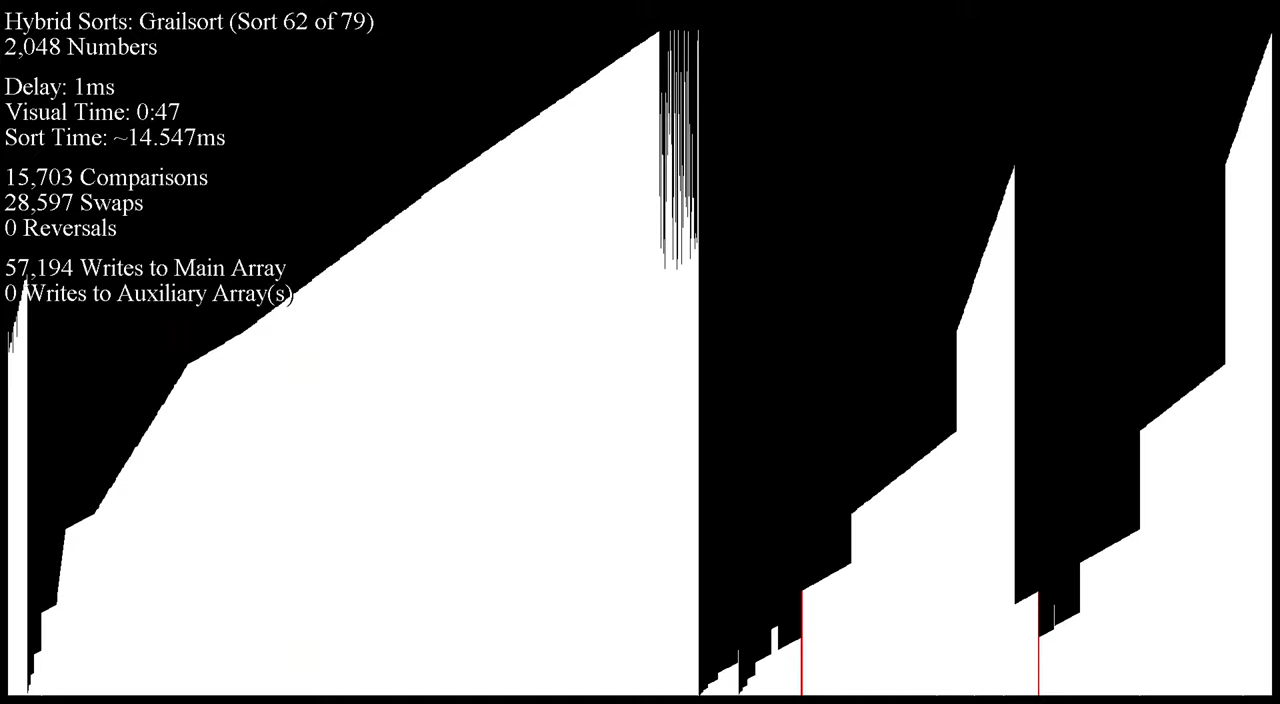 Hybrid Sorts: Grailsort (Sort 62 of 79)
2,048 Numbers
Delay: 1ms
Visual Time: 0:47
Sort Time: ~14.547ms
15,703 Comparisons
28,597 Swaps
0 Reversals
57,194 Writes to Main Array
0 Writes to Auxiliary Array(s)